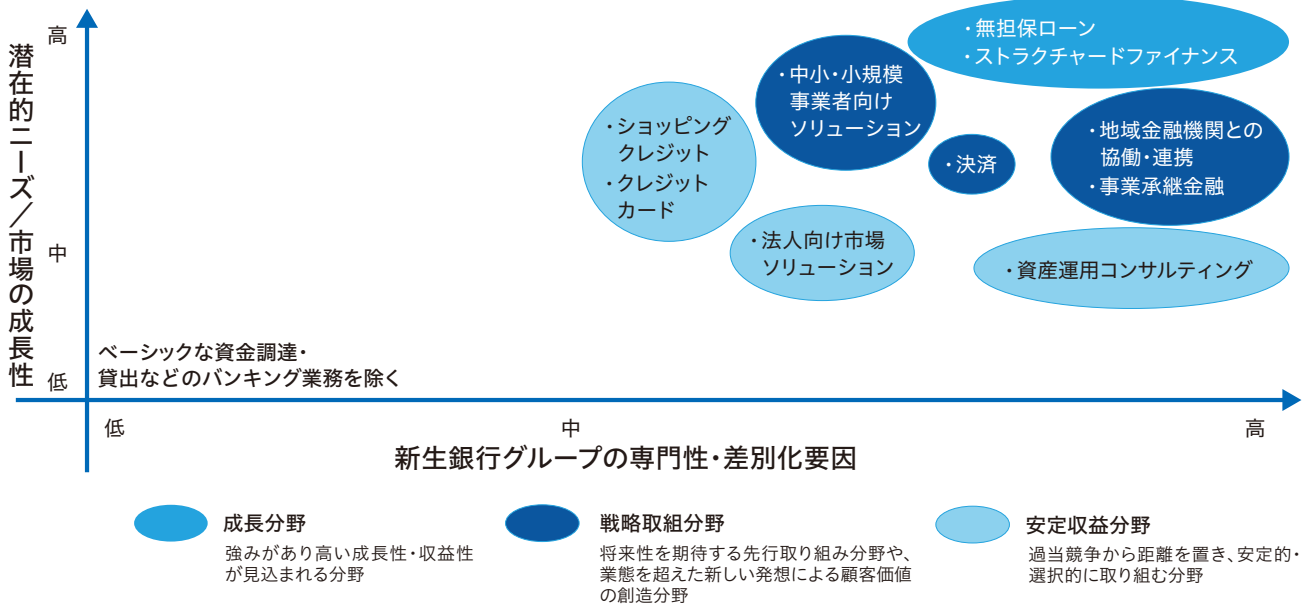 潜在的ニーズ／市場の成長性
高
中
低
・無担保ローン
・ストラクチャードファイナンス
・中小・小規模
事業者向け
ソリューション
・ショッピング
クレジット
・クレジット
カード
・決済
・地域金融機関との
協働・連携
・事業承継金融
・法人向け市場
ソリューション
・資産運用コンサルティング
ベーシックな資金調達・
貸出などのバンキング業務を除く
低
中
高
新生銀行グループの専門性・差別化要因
成長分野
強みがあり高い成長性・収益性
が見込まれる分野
戦略取組分野
将来性を期待する先行取り組み分野や、
業態を超えた新しい発想による顧客価値
の創造分野
安定収益分野
過当競争から距離を置き、安定的・
選択的に取り組む分野